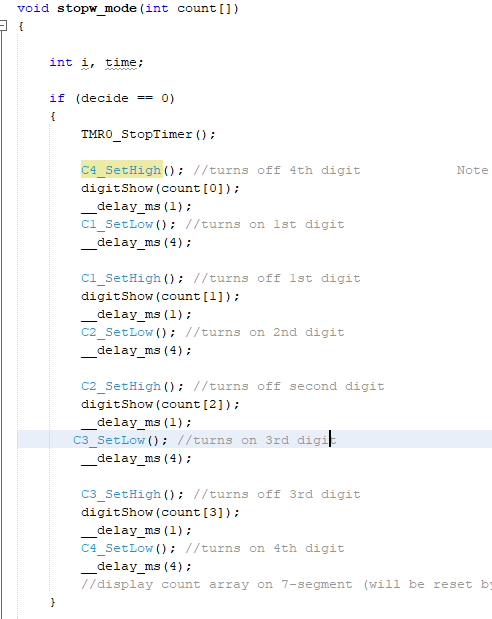 void stopw_mode(int count[])
{
int i, time;
if (decide == 0)
{
TMR0_StopTimer();
C4_SetHigh(); //turns off 4th digit Note
digitShow(count[0]);
__delay_ms(1);
C1_SetLow(); //turns on 1st digit
__delay_ms(4);
C1_SetHigh(); //turns off 1st digit
digitShow(count[1]);
__delay_ms(1);
C2_SetLow(); //turns on 2nd digit
__delay_ms(4);
C2_SetHigh(); //turns off second digit
digitShow(count[2]);
__delay_ms(1);
C3_SetLow(); //turns on 3rd digit
__delay_ms(4);
C3_SetHigh(); //turns off 3rd digit
digitShow(count[3]);
__delay_ms(1);
C4_SetLow(); //turns on 4th digit
__delay_ms(4);
//display count array on 7-segment (will be reset by
}